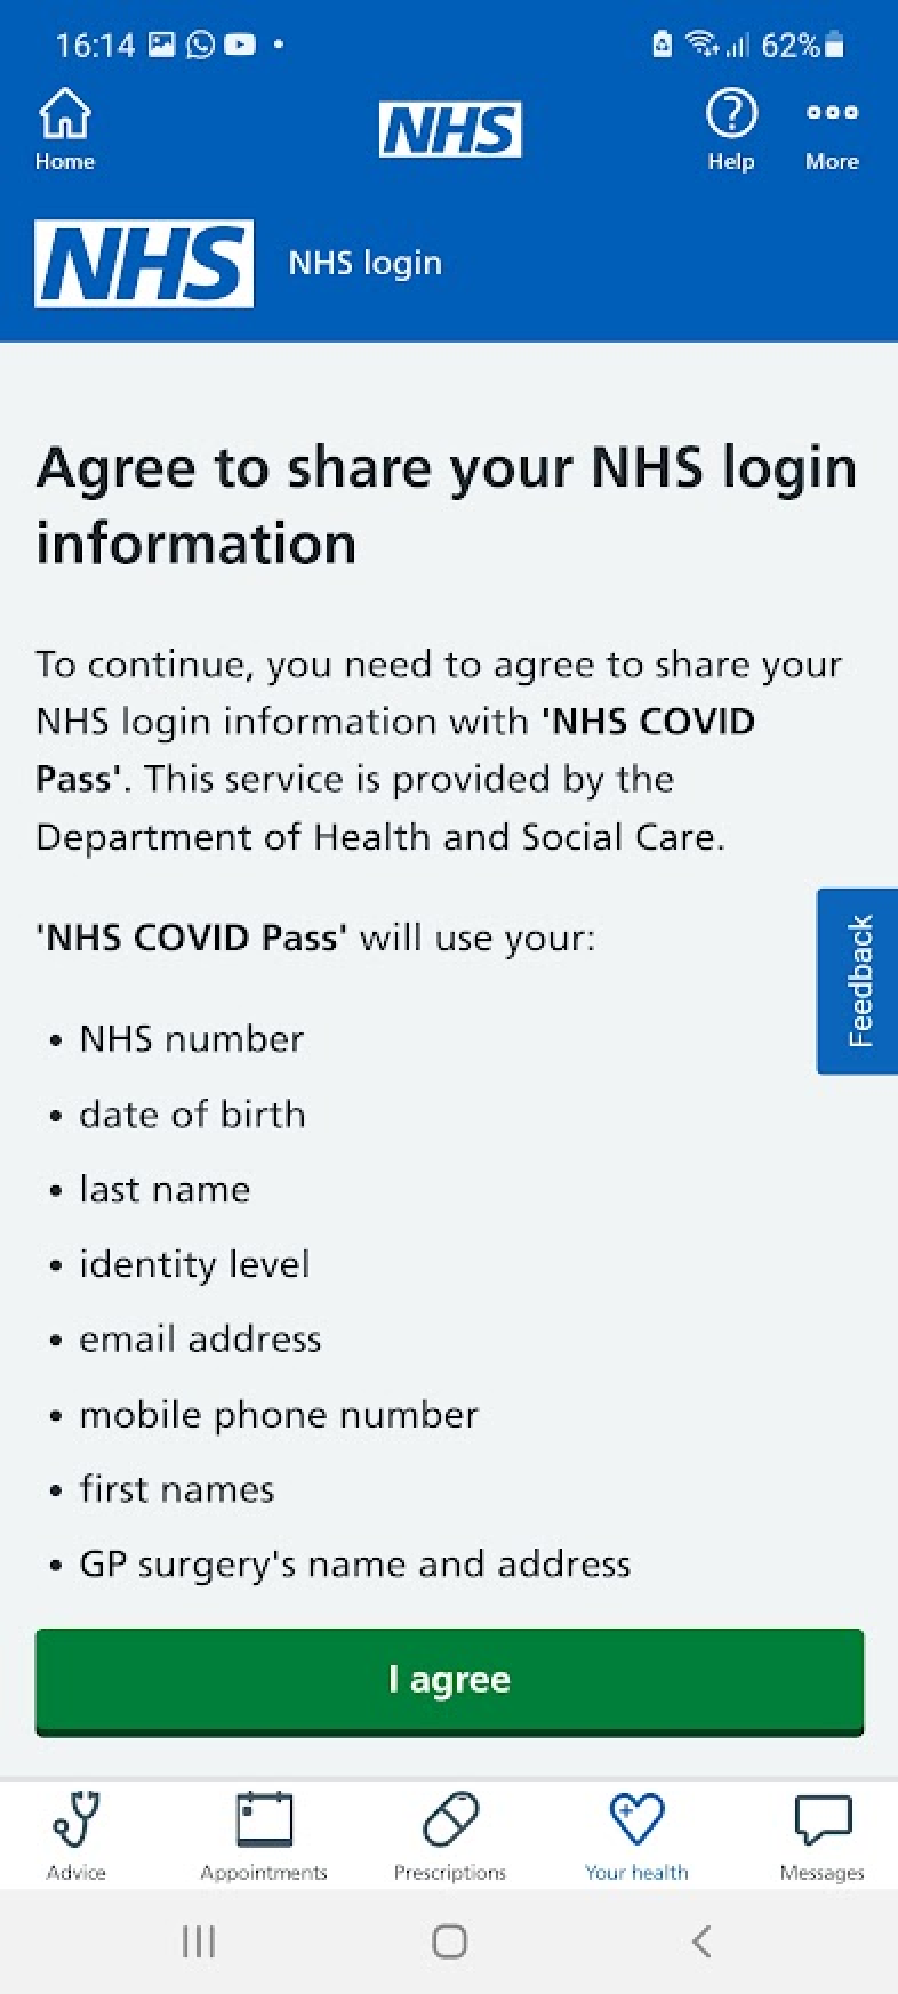 16:14
62%
Home
NHS
Help
More
NHS
NHS login
Agree to share your NHS login
information
To continue, you need to agree to share your
NHS login information with 'NHS COVID
Pass'. This service is provided by the
Department of Health and Social Care.
'NHS COVID Pass' will use your:
• NHS number
• date of birth
• last name
• identity level
• email address
• mobile phone number
• first names
• GP surgery's name and address
Feedback
I agree
Advice
Appointments
Prescriptions
Your health
Messages